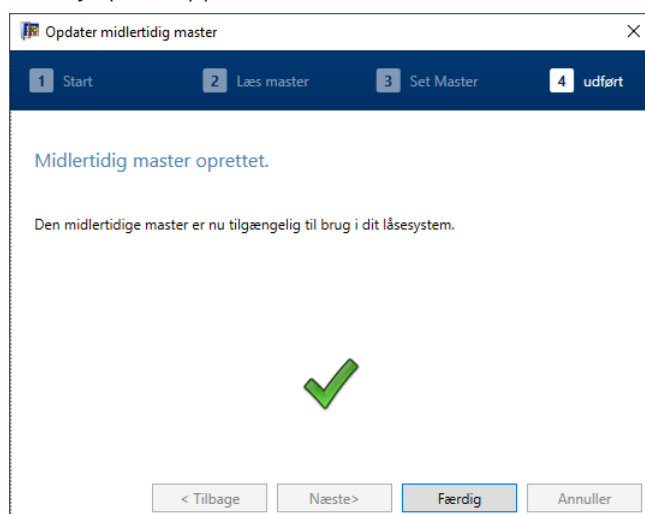 Opdater midlertidig master
1 Start 2 Læs master 3 Set Master 4 udført
Midlertidig master oprettet.
Den midlertidige master er nu tilgængelig til brug i dit låsesystem.
< Tilbage Næste> Færdig Annuller